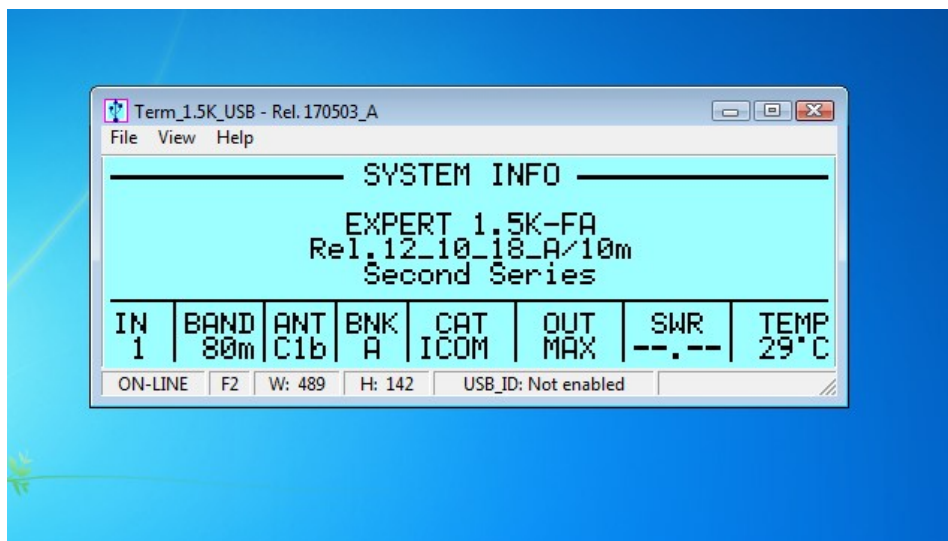 Term_1.5K_USB - Rel. 170503_A
File View Help
SYSTEM INFO
EXPERT 1.5K-FA
Rel.12_10_18_A/10m
Second Series
IN BAND ANT BNK CAT OUT SWR TEMP
1 80m C1b A ICOM MAX --.-- 29°C
ON-LINE F2 W: 489 H: 142 USB_ID: Not enabled